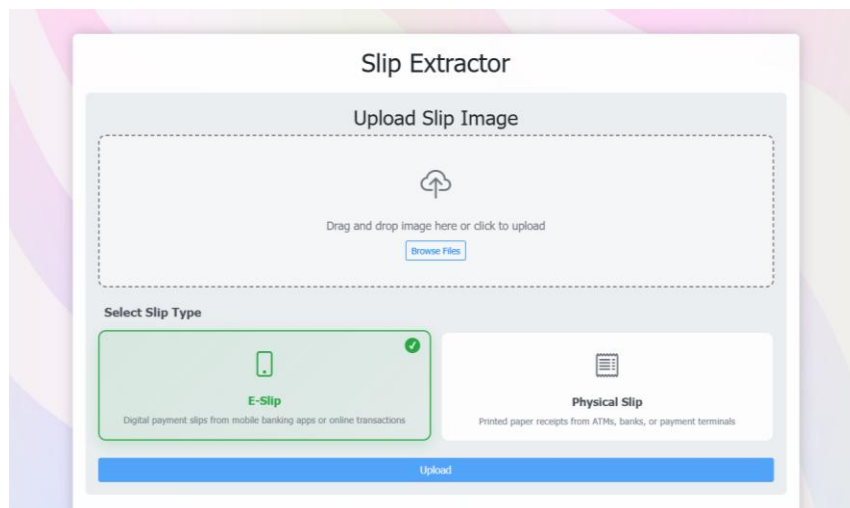 Slip Extractor
Upload Slip Image
Drag and drop image here or click to upload
Browse Files
Select Slip Type
E-Slip
Digital payment slips from mobile banking apps or online transactions
Physical Slip
Printed paper receipts from ATMs, banks, or payment terminals
Upload